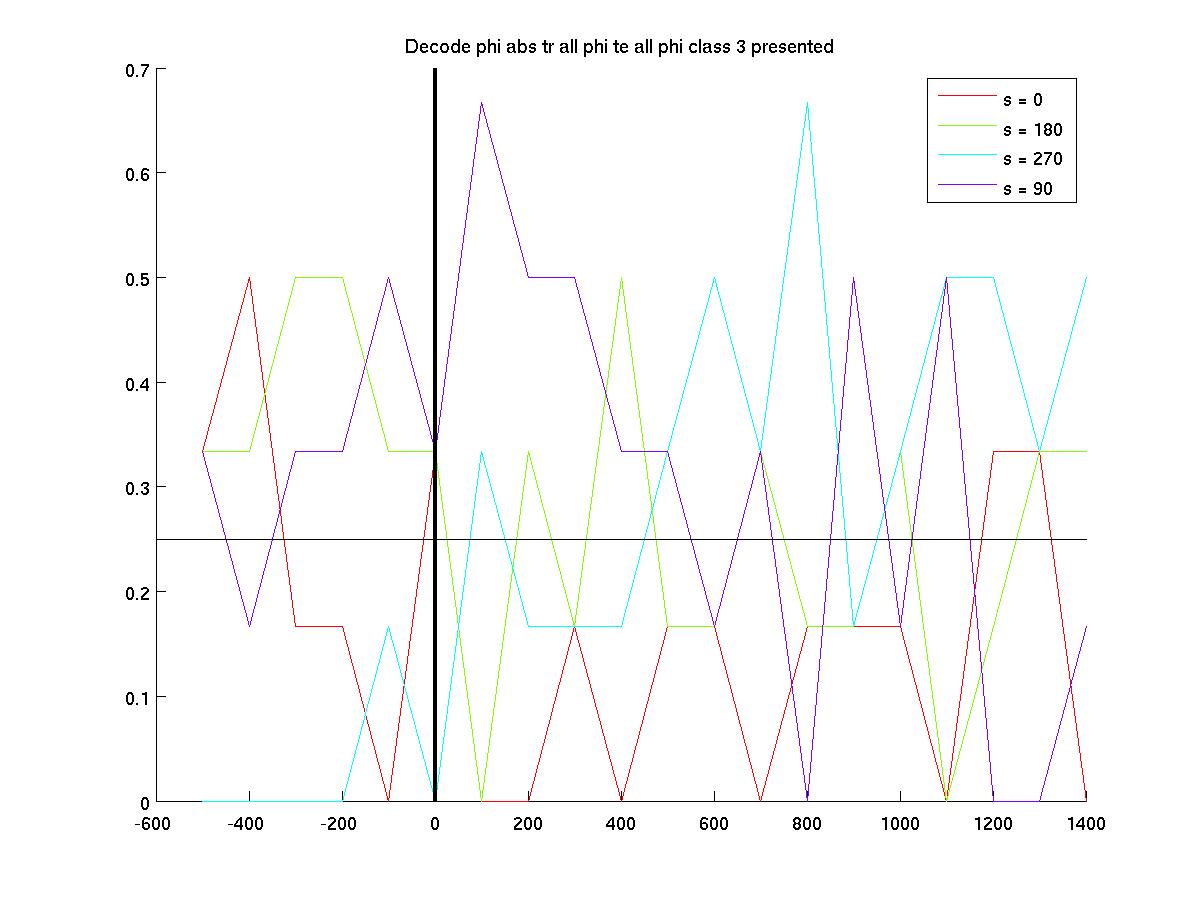 Decode phi abs tr all phi te all phi class 3 presented
0.7
0.6
0.5
0.4
0.3
0.2
0.1
0
-600 -400 -200 0 200 400 600 800 1000 1200 1400
s = 0
s = 180
s = 270
s = 90